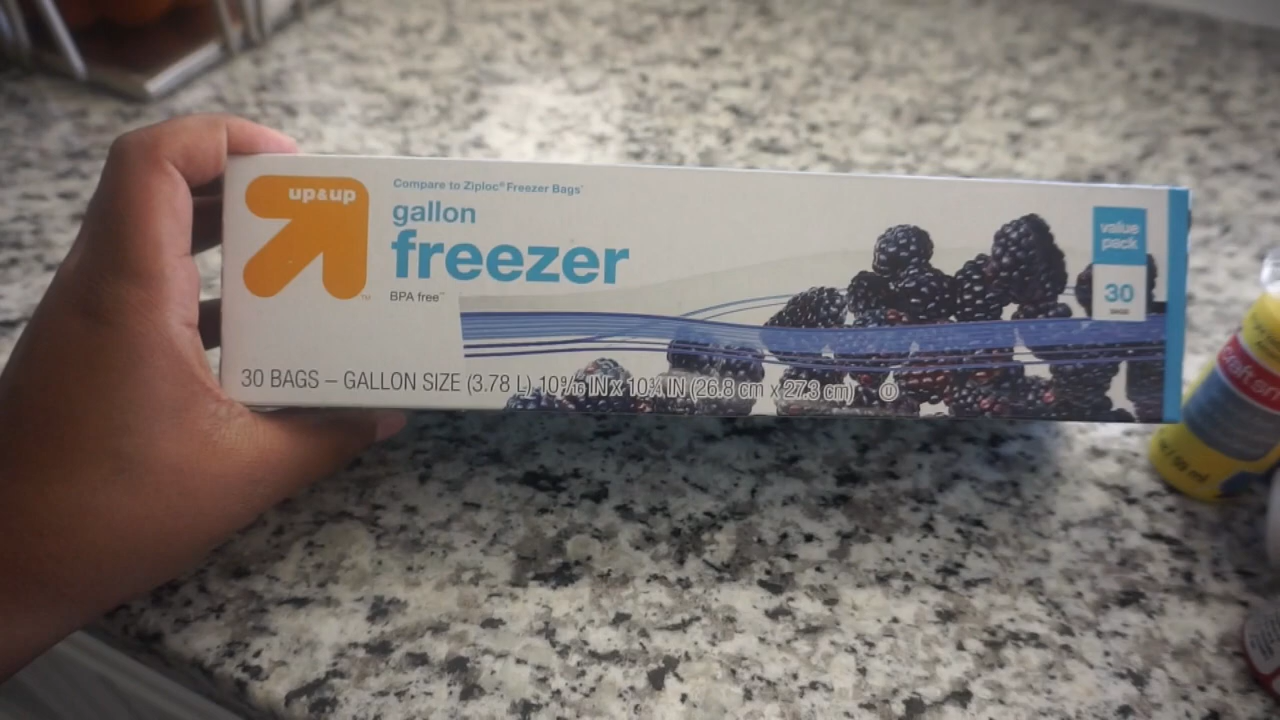 up&up
Compare to Ziploc® Freezer Bags*
gallon
freezer
BPA free
value
pack
30
BAGS
30 BAGS – GALLON SIZE (3.78 L) 10 9/16 IN x 10 3/4 IN (26.8 cm x 27.3 cm) U